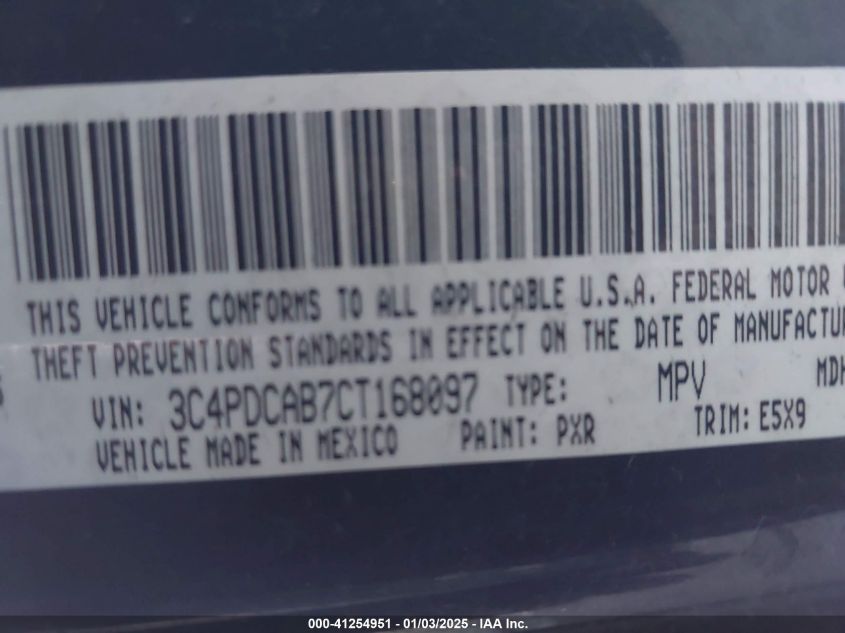 THIS VEHICLE CONFORMS TO ALL APPLICABLE U.S.A. FEDERAL MOTOR
THEFT PREVENTION STANDARDS IN EFFECT ON THE DATE OF MANUFACTU
VIN: 3C4PDCAB7CT168097 TYPE: MPV MDH
VEHICLE MADE IN MEXICO PAINT: PXR TRIM: E5X9
000-41254951 - 01/03/2025 - IAA Inc.